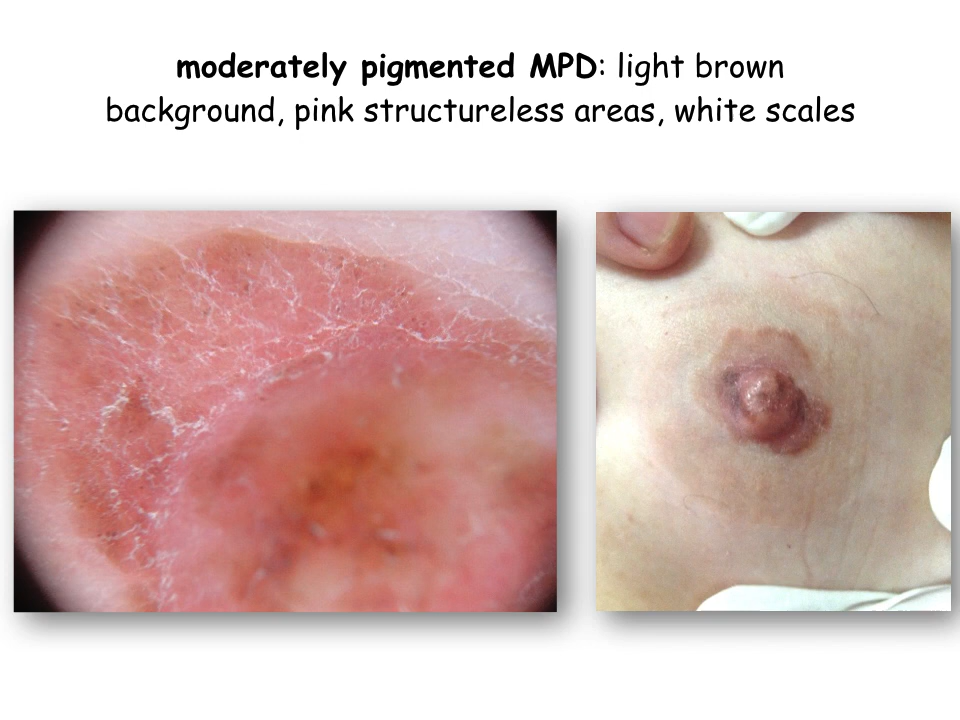 moderately pigmented MPD: light brown
background, pink structureless areas, white scales